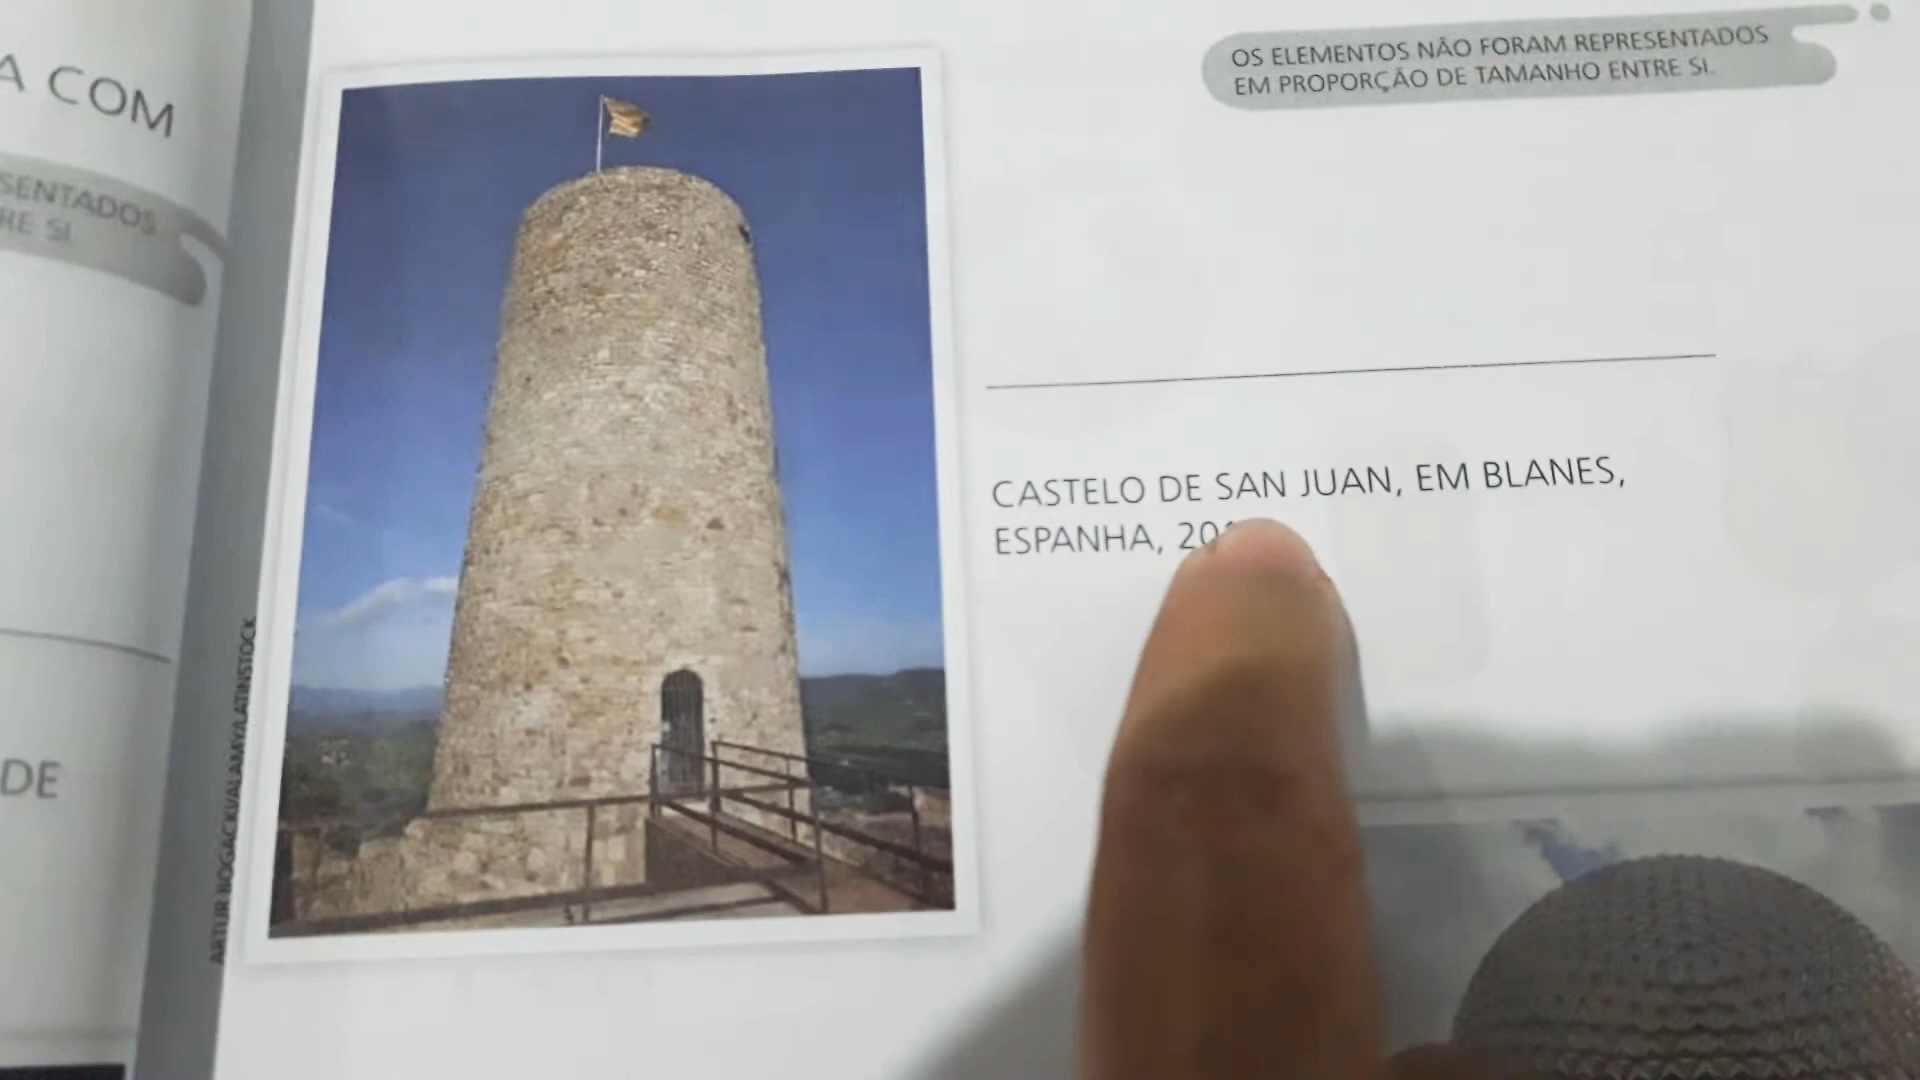 A COM
SENTADOS
RE SI.
DE
ARTUR BOGACKI/ALAMY/LATINSTOCK
OS ELEMENTOS NÃO FORAM REPRESENTADOS
EM PROPORÇÃO DE TAMANHO ENTRE SI.
CASTELO DE SAN JUAN, EM BLANES,
ESPANHA, 20